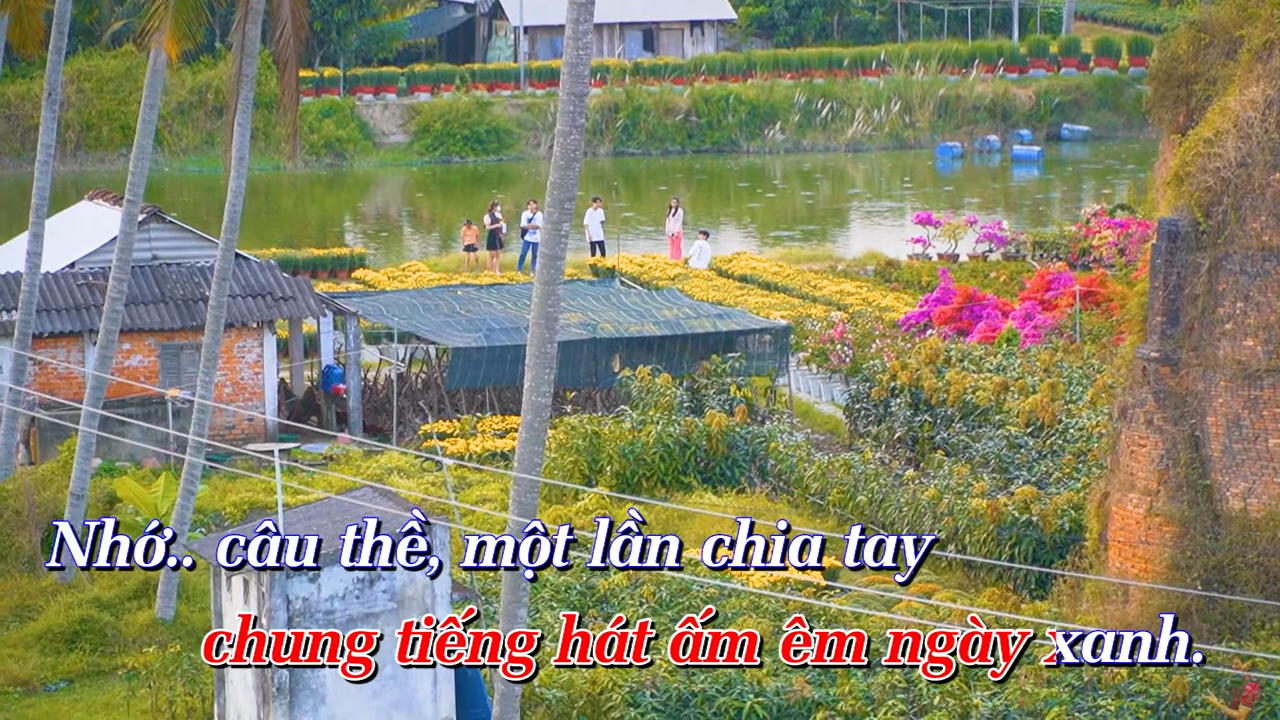 Nhớ.. câu thề, một lần chia tay
chung tiếng hát ấm êm ngày xanh.